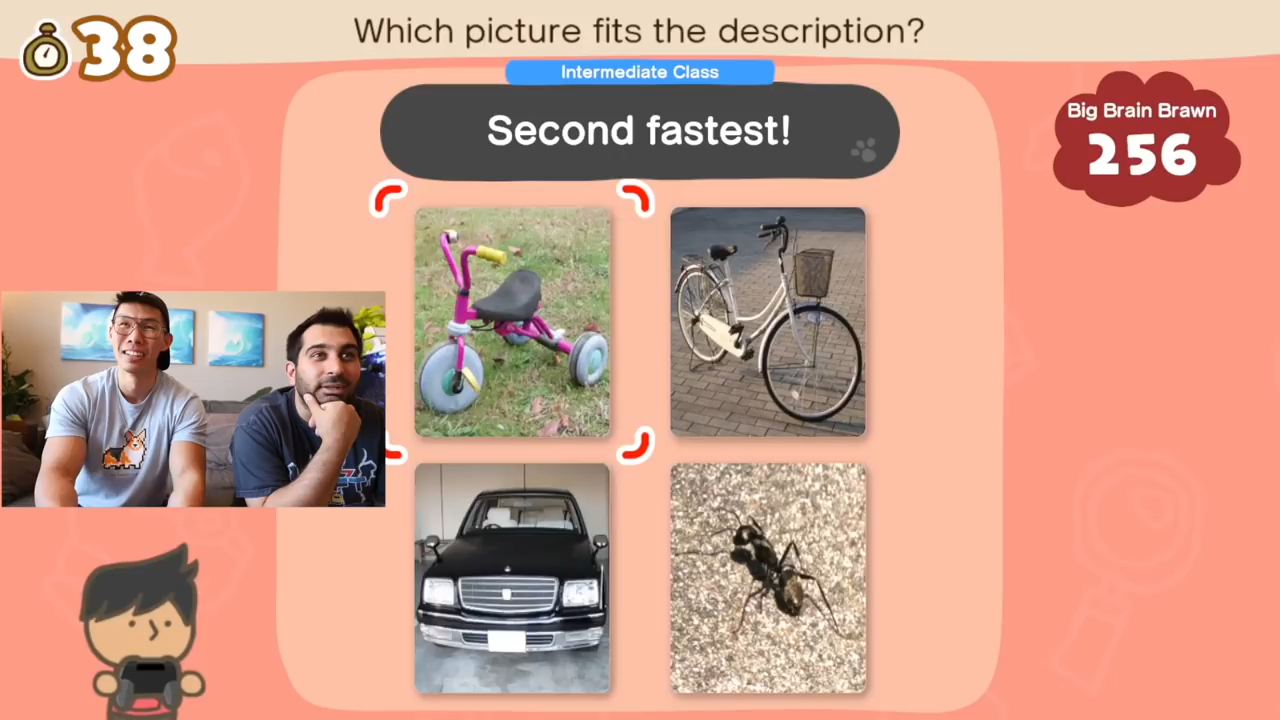 38
Which picture fits the description?
Intermediate Class
Second fastest!
Big Brain Brawn
256